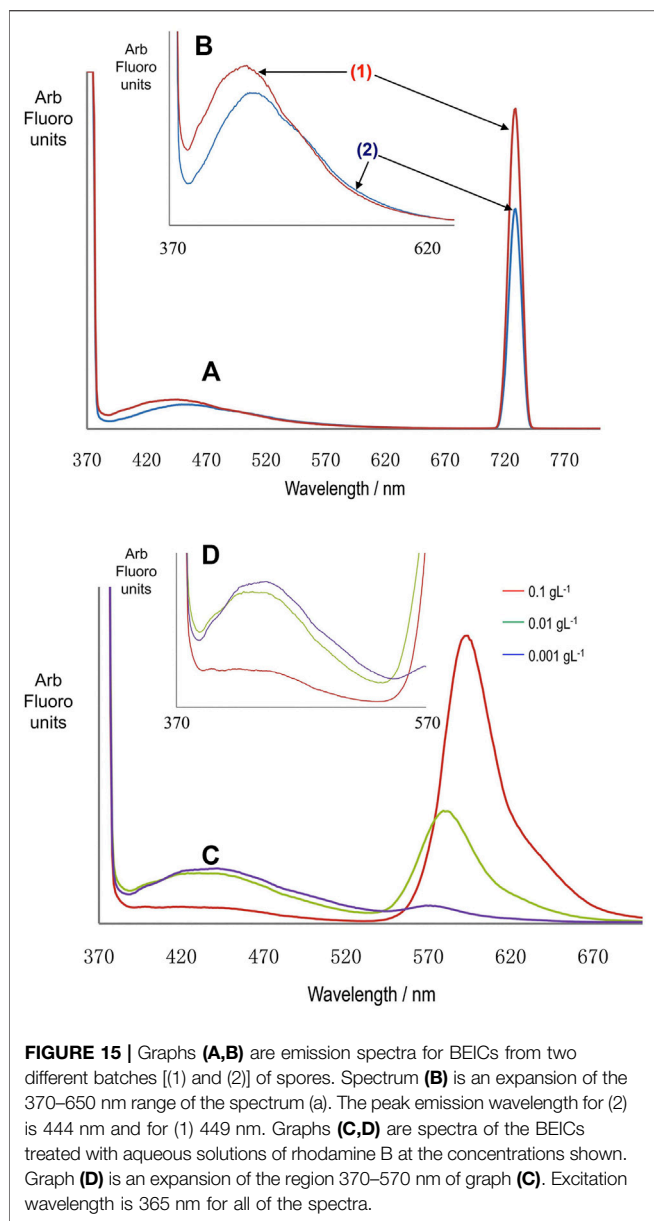 B
Arb
Fluoro
units
(1)
(2)
370
620
Arb
Fluoro
units
A
370 420 470 520 570 620 670 720 770
Wavelength / nm
D
Arb
Fluoro
units
370
570
0.1 gL⁻¹
0.01 gL⁻¹
0.001 gL⁻¹
Arb
Fluoro
units
C
370 420 470 520 570 620 670
Wavelength / nm
FIGURE 15 | Graphs (A,B) are emission spectra for BEICs from two
different batches [(1) and (2)] of spores. Spectrum (B) is an expansion of the
370–650 nm range of the spectrum (a). The peak emission wavelength for (2)
is 444 nm and for (1) 449 nm. Graphs (C,D) are spectra of the BEICs
treated with aqueous solutions of rhodamine B at the concentrations shown.
Graph (D) is an expansion of the region 370–570 nm of graph (C). Excitation
wavelength is 365 nm for all of the spectra.